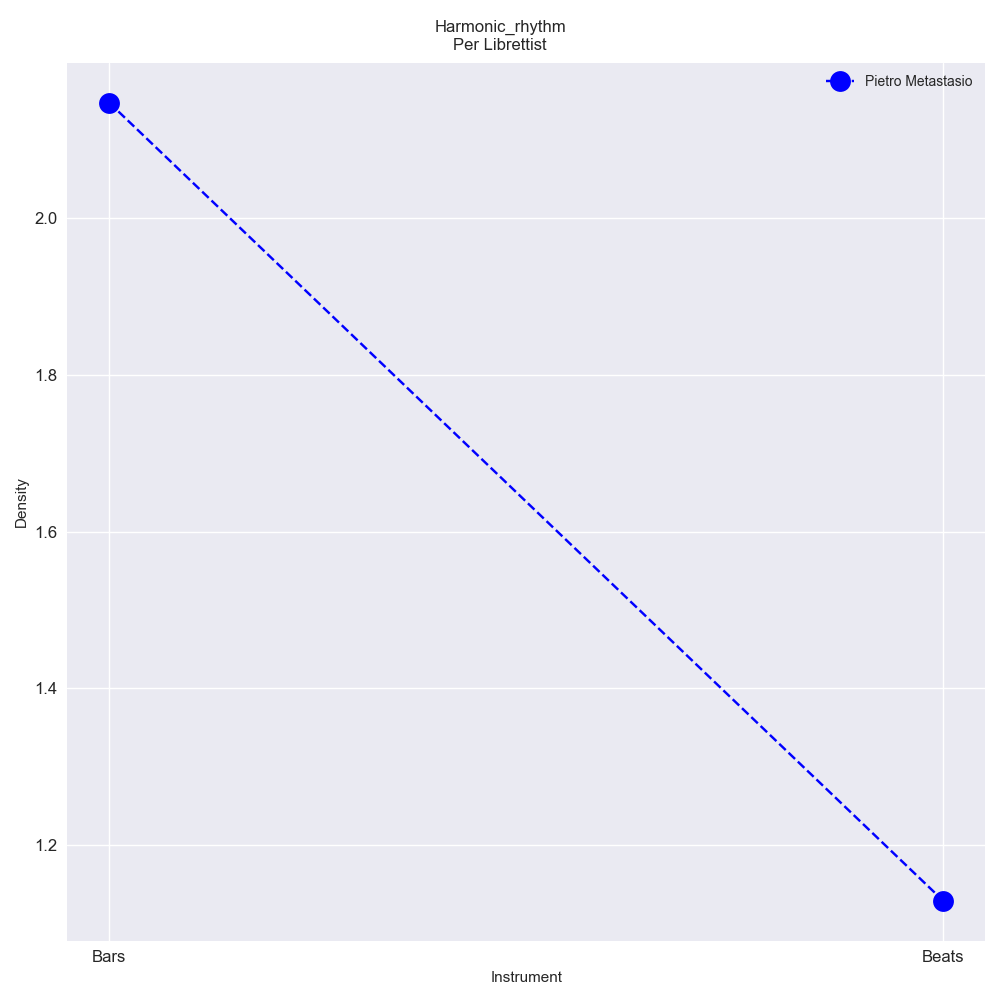 Harmonic_rhythm
Per Librettist
Pietro Metastasio
Density
2.0
1.8
1.6
1.4
1.2
Bars
Beats
Instrument